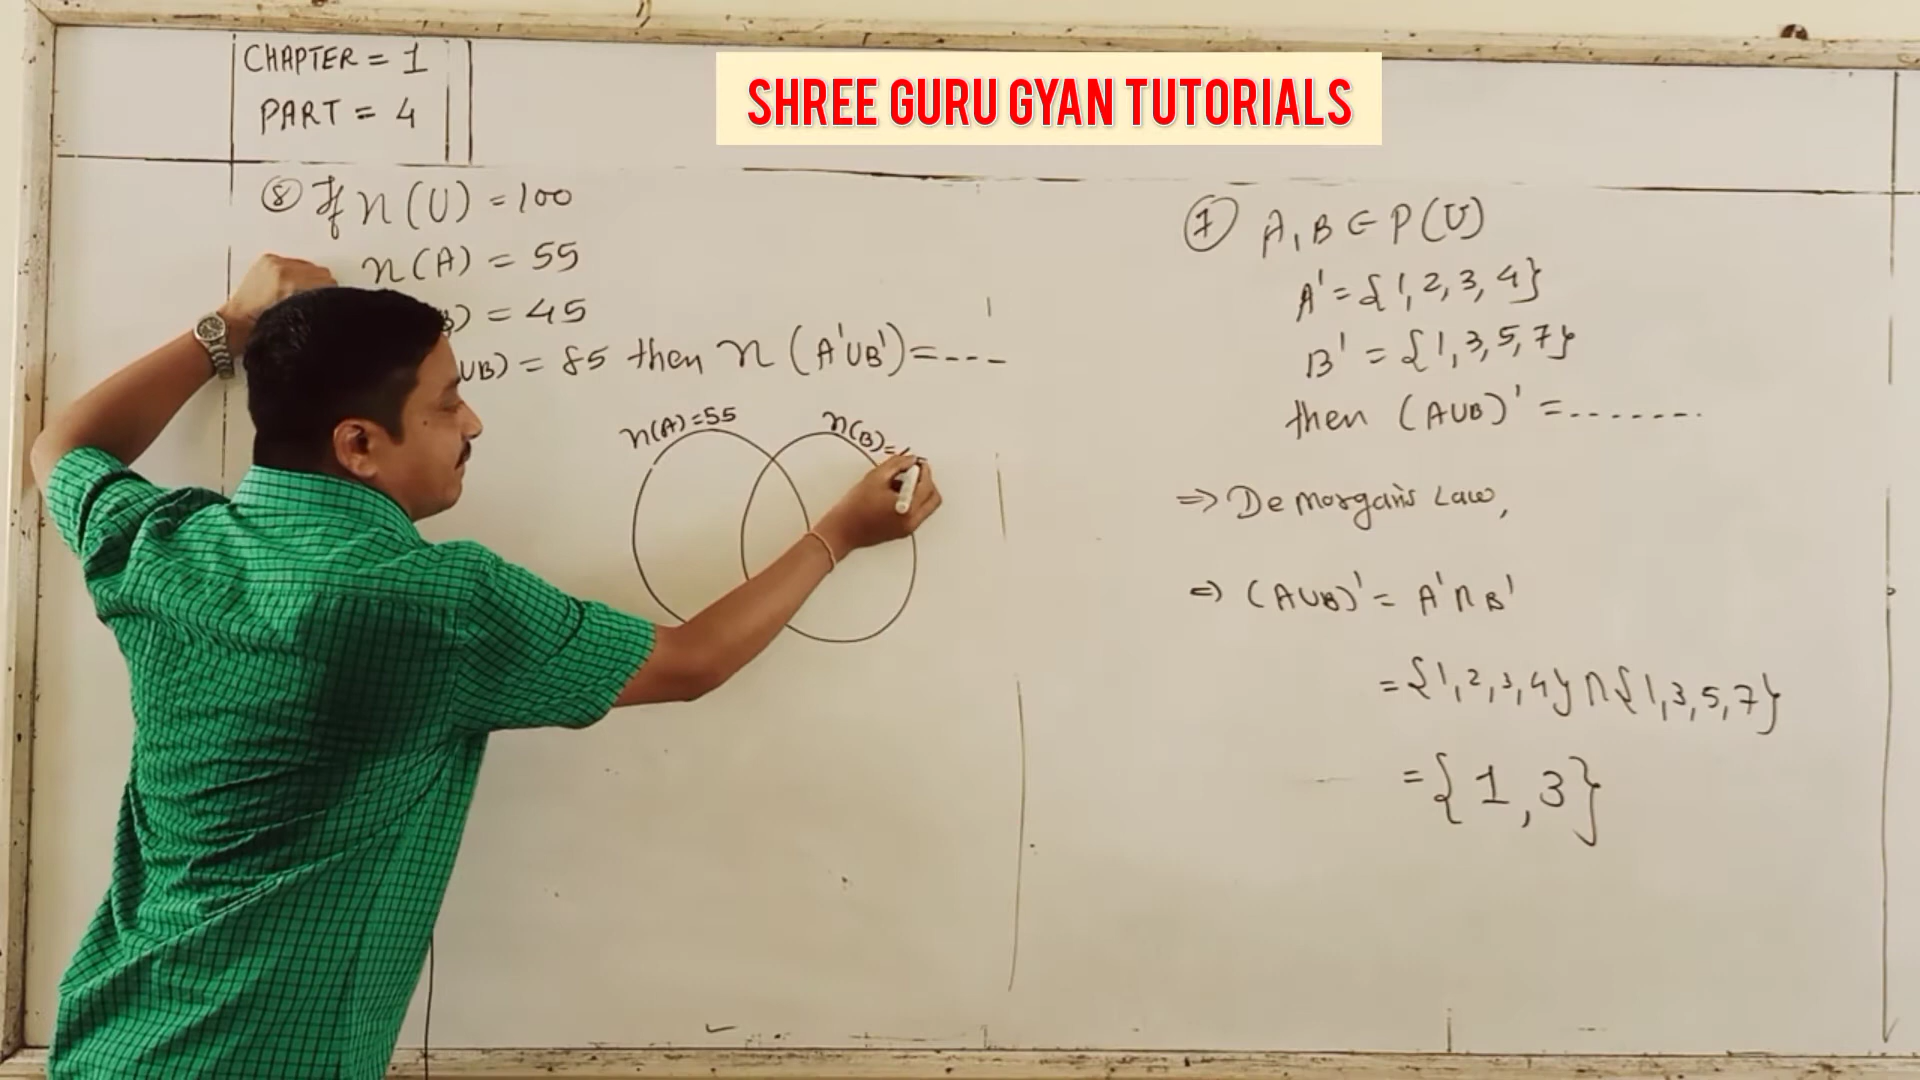 CHAPTER = 1
PART = 4
SHREE GURU GYAN TUTORIALS
⑧ If n(U) = 100
n(A) = 55
B) = 45
UB) = 85 then n (A'UB') = ---
n(A)=55
n(B)=
⑦ A, B ∈ P(U)
A' = {1, 2, 3, 4}
B' = {1, 3, 5, 7}
then (AUB)' = .......
⇒ De Morgan's Law,
⇒ (AUB)' = A'∩B'
= {1, 2, 3, 4} ∩ {1, 3, 5, 7}
= {1, 3}